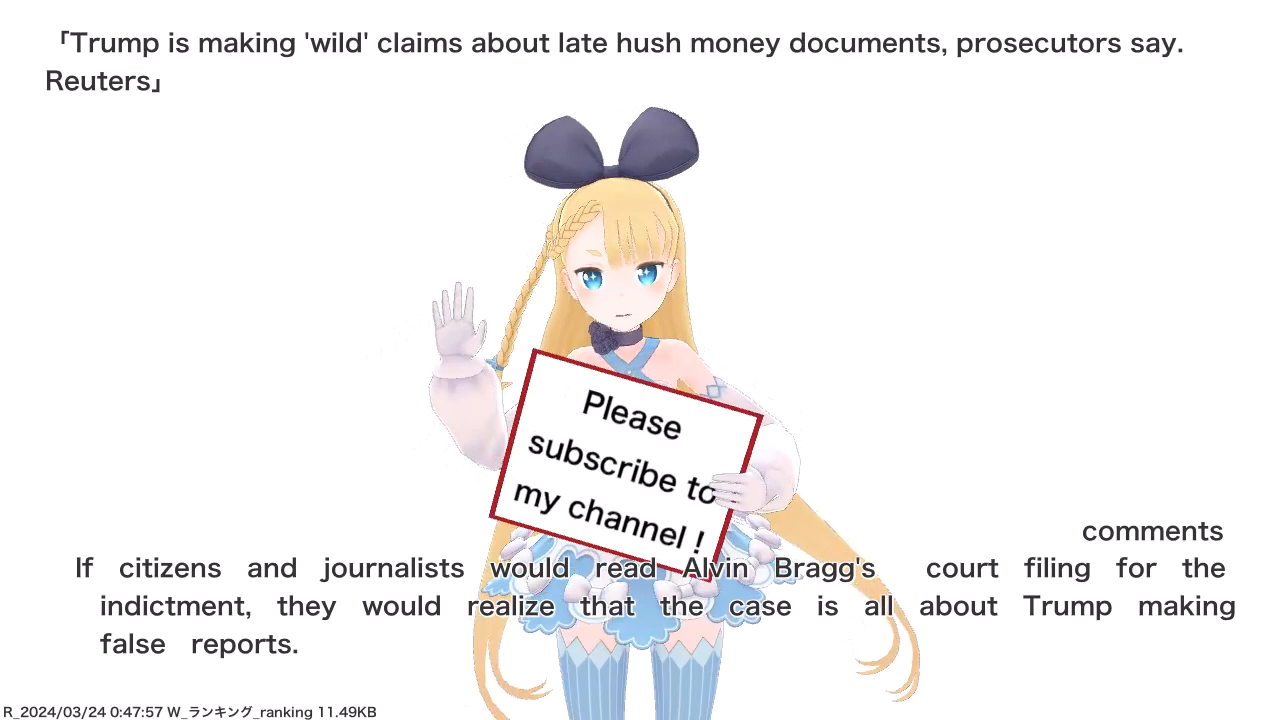 「Trump is making 'wild' claims about late hush money documents, prosecutors say.
Reuters」
Please
subscribe to
my channel !
comments
If citizens and journalists would read Alvin Bragg's court filing for the
indictment, they would realize that the case is all about Trump making
false reports.
R_2024/03/24 0:47:57 W_ランキング_ranking 11.49KB